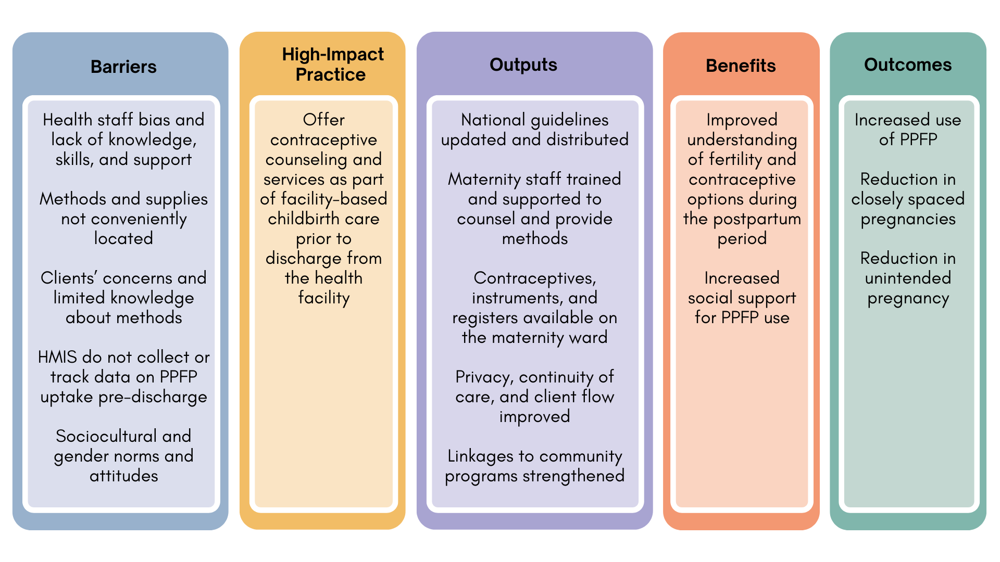 Barriers
Health staff bias and
lack of knowledge,
skills, and support
Methods and supplies
not conveniently
located
Clients’ concerns and
limited knowledge
about methods
HMIS do not collect or
track data on PPFP
uptake pre-discharge
Sociocultural and
gender norms and
attitudes
High-Impact
Practice
Offer
contraceptive
counseling and
services as part
of facility-based
childbirth care
prior to
discharge from
the health
facility
Outputs
National guidelines
updated and distributed
Maternity staff trained
and supported to
counsel and provide
methods
Contraceptives,
instruments, and
registers available on
the maternity ward
Privacy, continuity of
care, and client flow
improved
Linkages to community
programs strengthened
Benefits
Improved
understanding
of fertility and
contraceptive
options during
the postpartum
period
Increased
social support
for PPFP use
Outcomes
Increased use
of PPFP
Reduction in
closely spaced
pregnancies
Reduction in
unintended
pregnancy